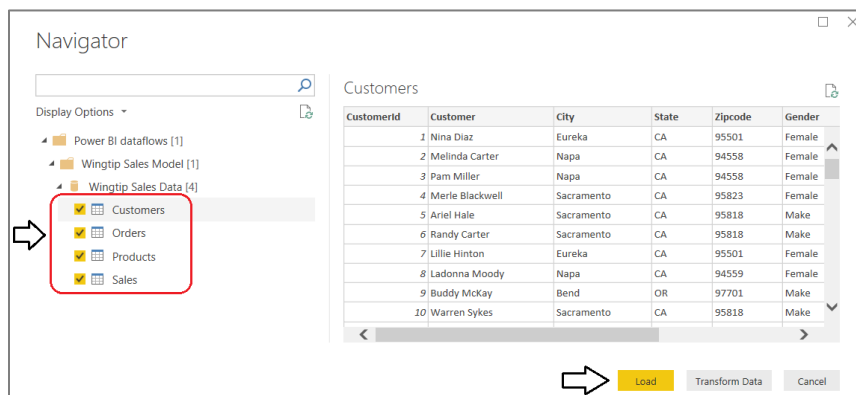 Navigator
Display Options
Power BI dataflows [1]
Wingtip Sales Model [1]
Wingtip Sales Data [4]
Customers
Orders
Products
Sales
Customers
CustomerId Customer City State Zipcode Gender
1 Nina Diaz Eureka CA 95501 Female
2 Melinda Carter Napa CA 94558 Female
3 Pam Miller Napa CA 94558 Female
4 Merle Blackwell Sacramento CA 95823 Female
5 Ariel Hale Sacramento CA 95818 Make
6 Randy Carter Sacramento CA 95818 Make
7 Lillie Hinton Eureka CA 95501 Female
8 Ladonna Moody Napa CA 94559 Female
9 Buddy McKay Bend OR 97701 Make
10 Warren Sykes Sacramento CA 95818 Make
Load Transform Data Cancel